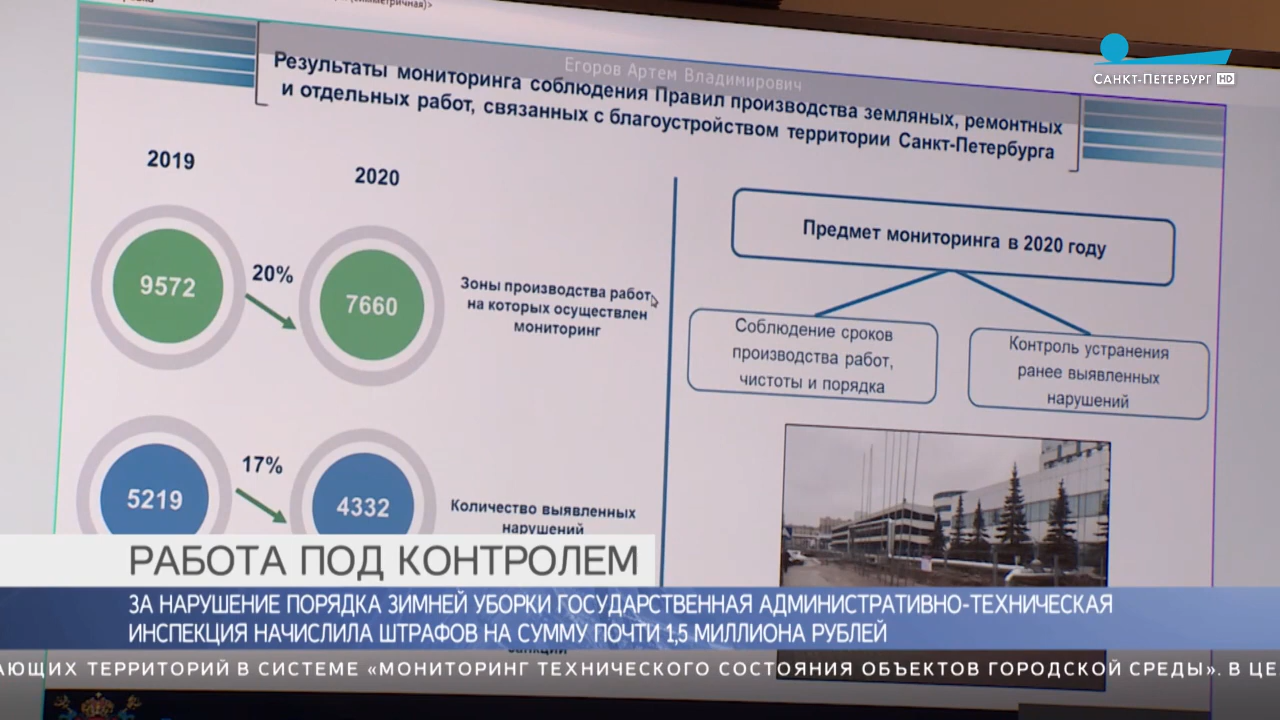 Егоров Артем Владимирович
САНКТ-ПЕТЕРБУРГ HD
Результаты мониторинга соблюдения Правил производства земляных, ремонтных
и отдельных работ, связанных с благоустройством территории Санкт-Петербурга
2019
2020
9572
20%
7660
Зоны производства работ,
на которых осуществлен
мониторинг
5219
17%
4332
Количество выявленных
нарушений
Предмет мониторинга в 2020 году
Соблюдение сроков
производства работ,
чистоты и порядка
Контроль устранения
ранее выявленных
нарушений
РАБОТА ПОД КОНТРОЛЕМ
ЗА НАРУШЕНИЕ ПОРЯДКА ЗИМНЕЙ УБОРКИ ГОСУДАРСТВЕННАЯ АДМИНИСТРАТИВНО-ТЕХНИЧЕСКАЯ
ИНСПЕКЦИЯ НАЧИСЛИЛА ШТРАФОВ НА СУММУ ПОЧТИ 1,5 МИЛЛИОНА РУБЛЕЙ
АЮЩИХ ТЕРРИТОРИЙ В СИСТЕМЕ «МОНИТОРИНГ ТЕХНИЧЕСКОГО СОСТОЯНИЯ ОБЪЕКТОВ ГОРОДСКОЙ СРЕДЫ». В ЦЕ